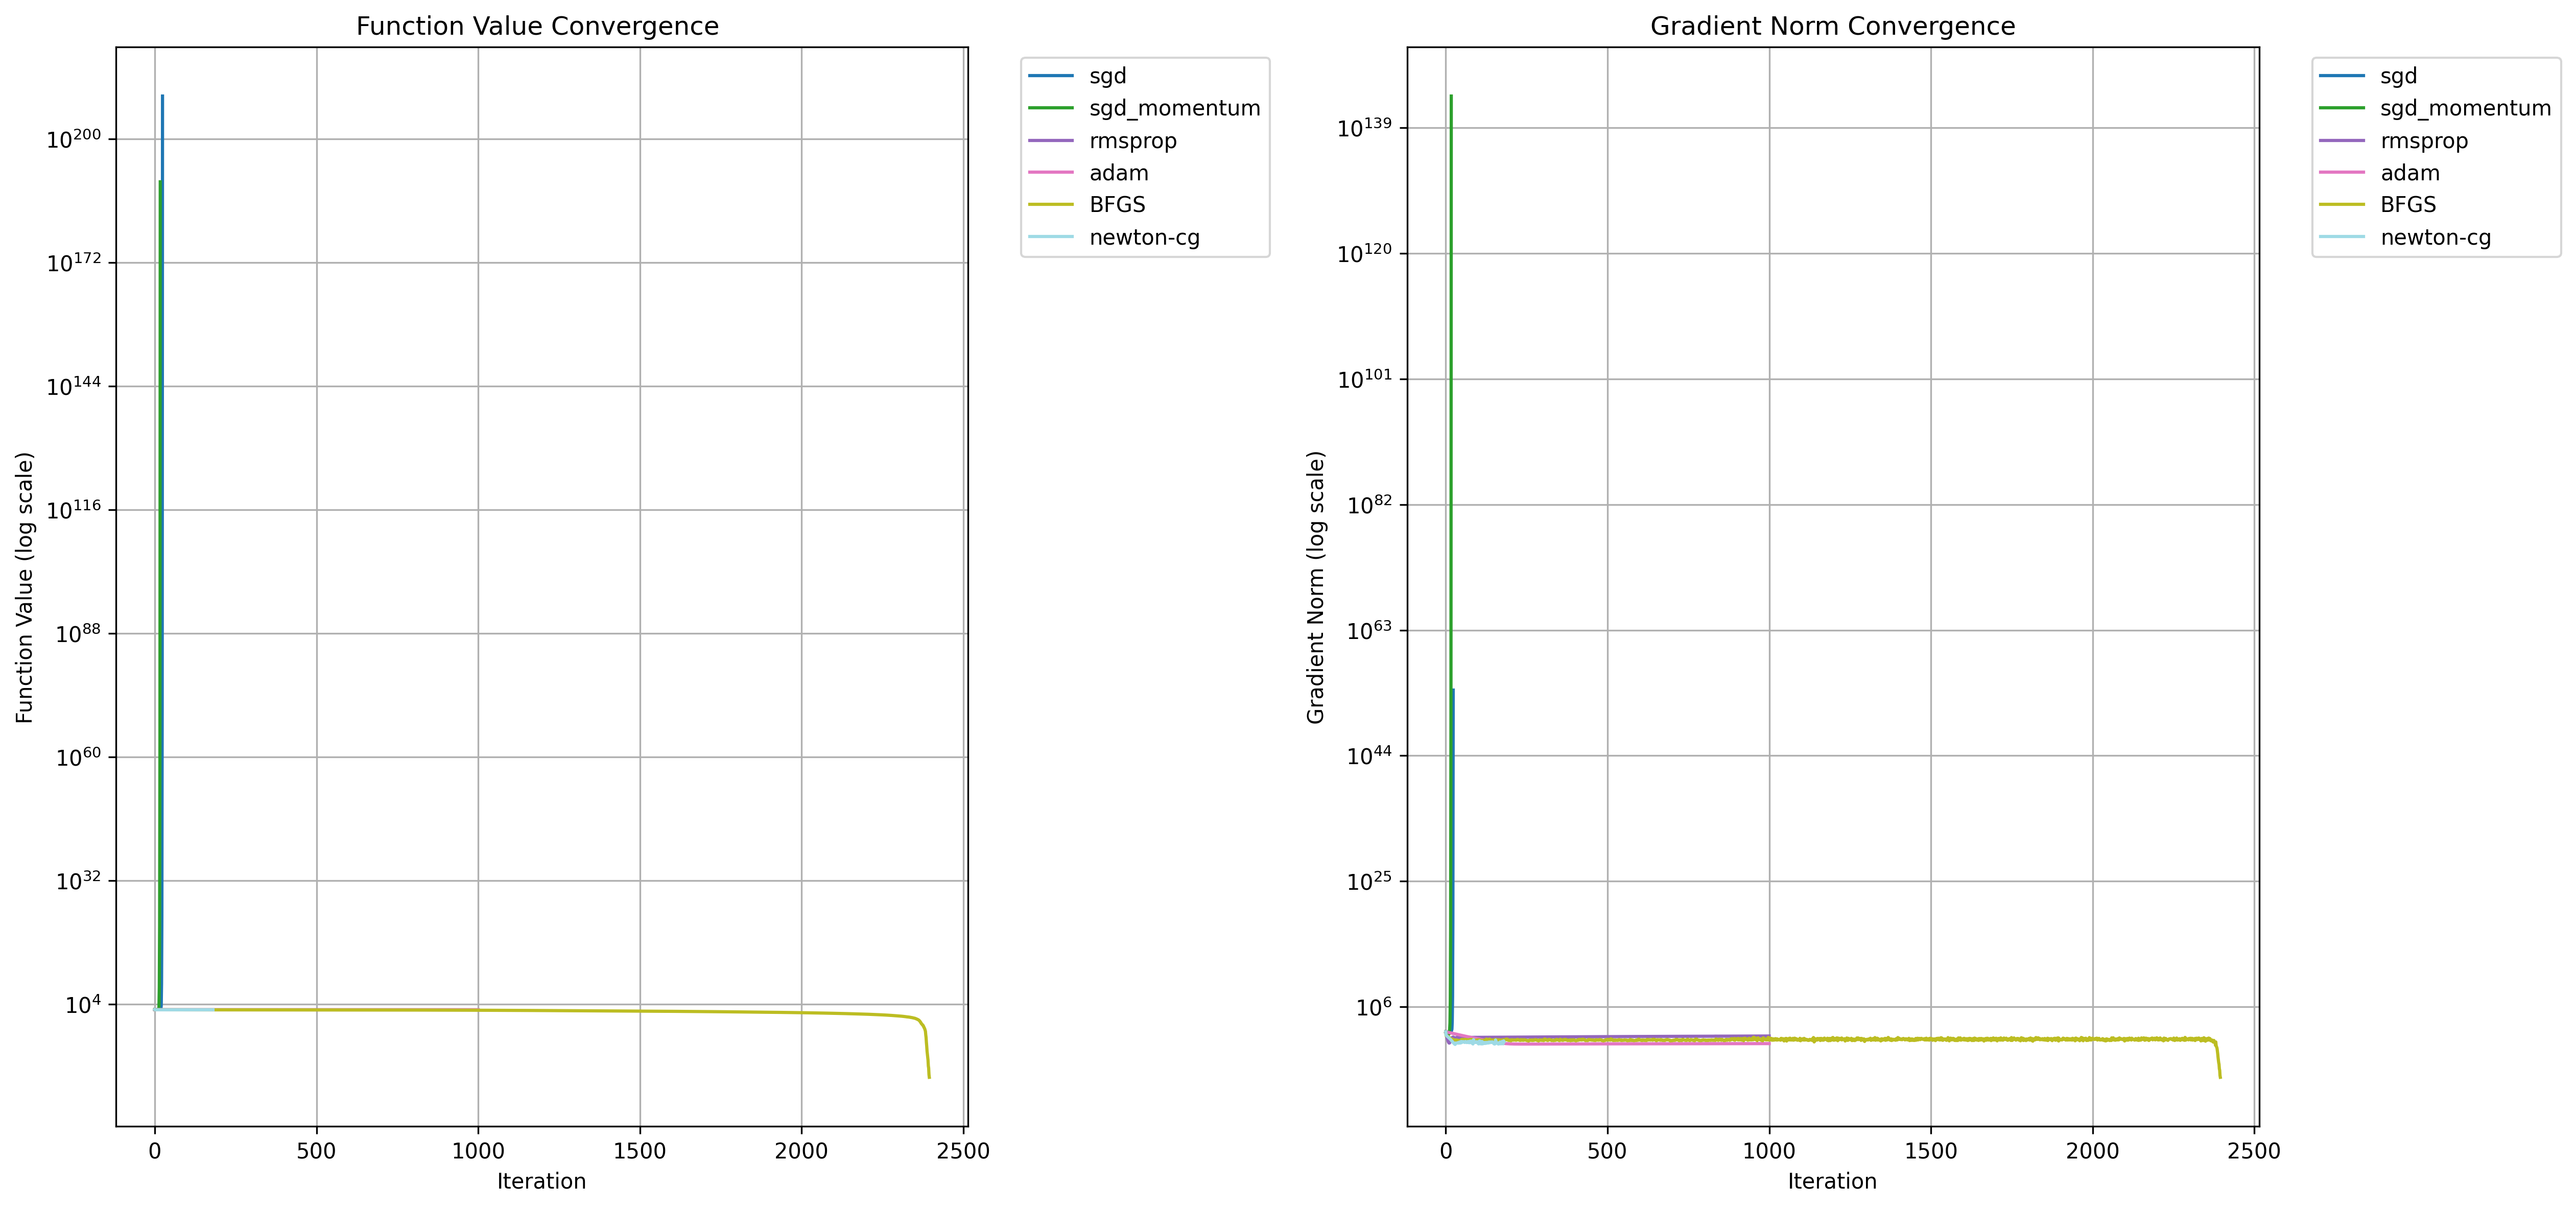 Function Value Convergence
Function Value (log scale)
10^200
10^172
10^144
10^116
10^88
10^60
10^32
10^4
0 500 1000 1500 2000 2500
Iteration
sgd
sgd_momentum
rmsprop
adam
BFGS
newton-cg
Gradient Norm Convergence
Gradient Norm (log scale)
10^139
10^120
10^101
10^82
10^63
10^44
10^25
10^6
0 500 1000 1500 2000 2500
Iteration
sgd
sgd_momentum
rmsprop
adam
BFGS
newton-cg